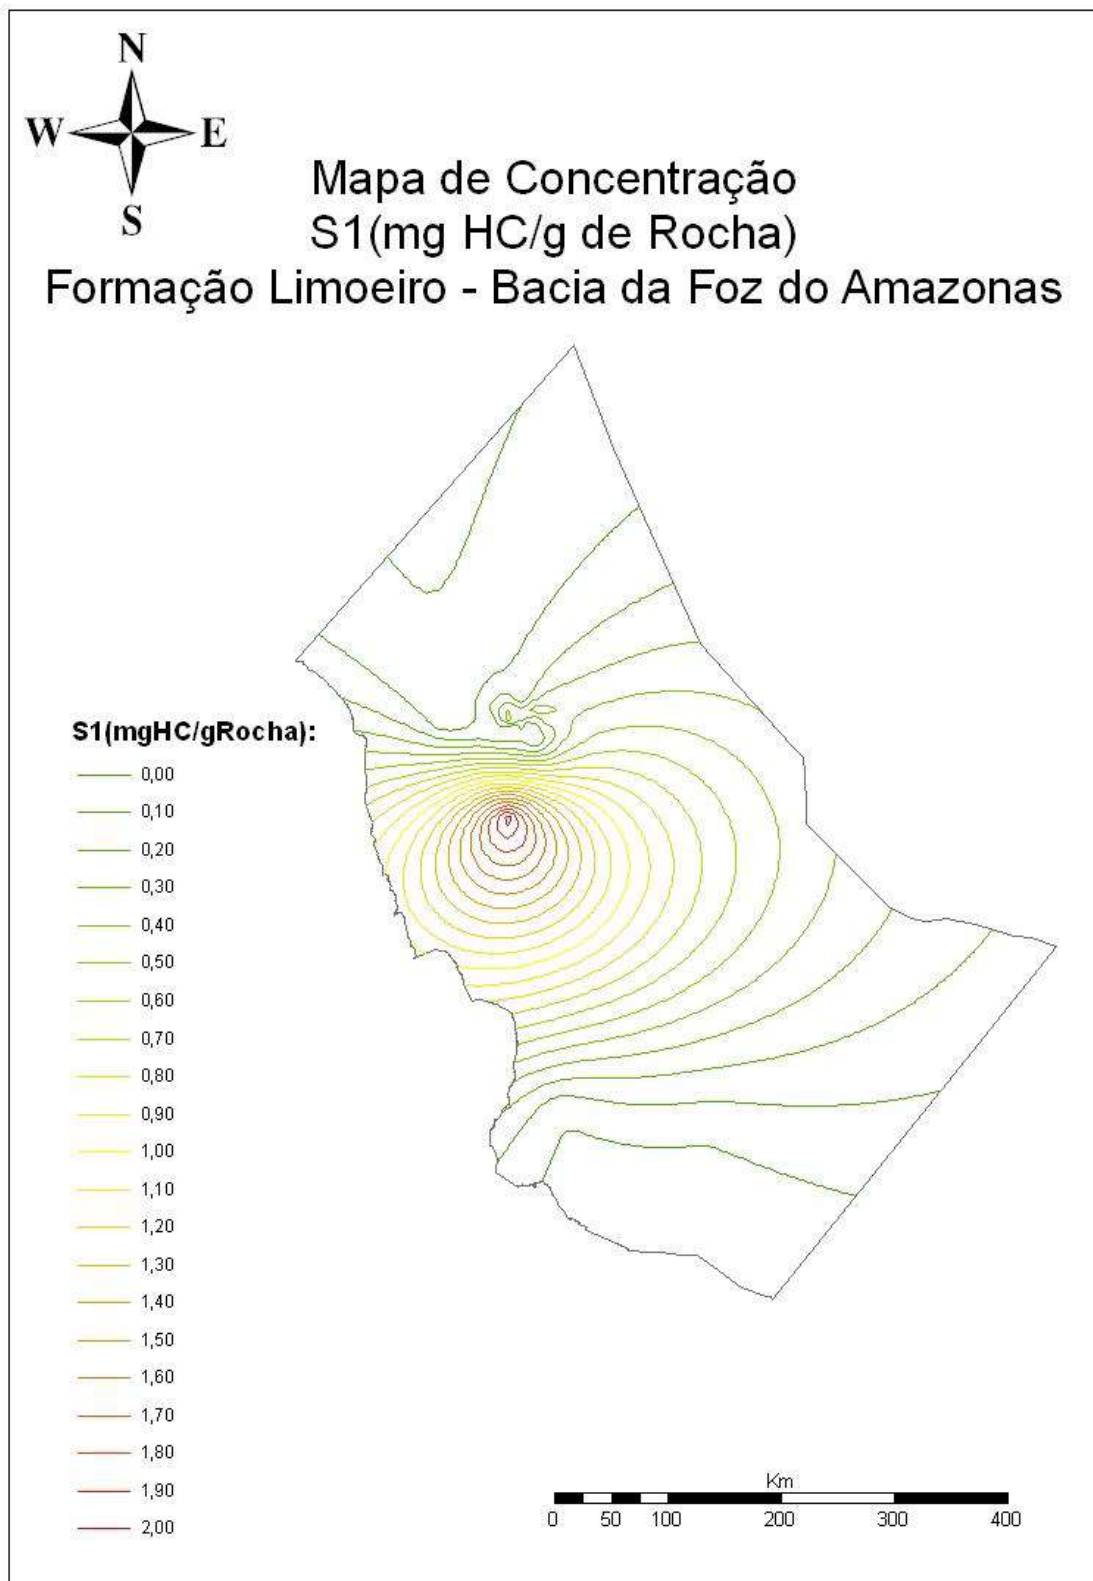 N
W E
S
Mapa de Concentração
S1(mg HC/g de Rocha)
Formação Limoeiro - Bacia da Foz do Amazonas
S1(mgHC/gRocha):
0,00
0,10
0,20
0,30
0,40
0,50
0,60
0,70
0,80
0,90
1,00
1,10
1,20
1,30
1,40
1,50
1,60
1,70
1,80
1,90
2,00
Km
0 50 100 200 300 400